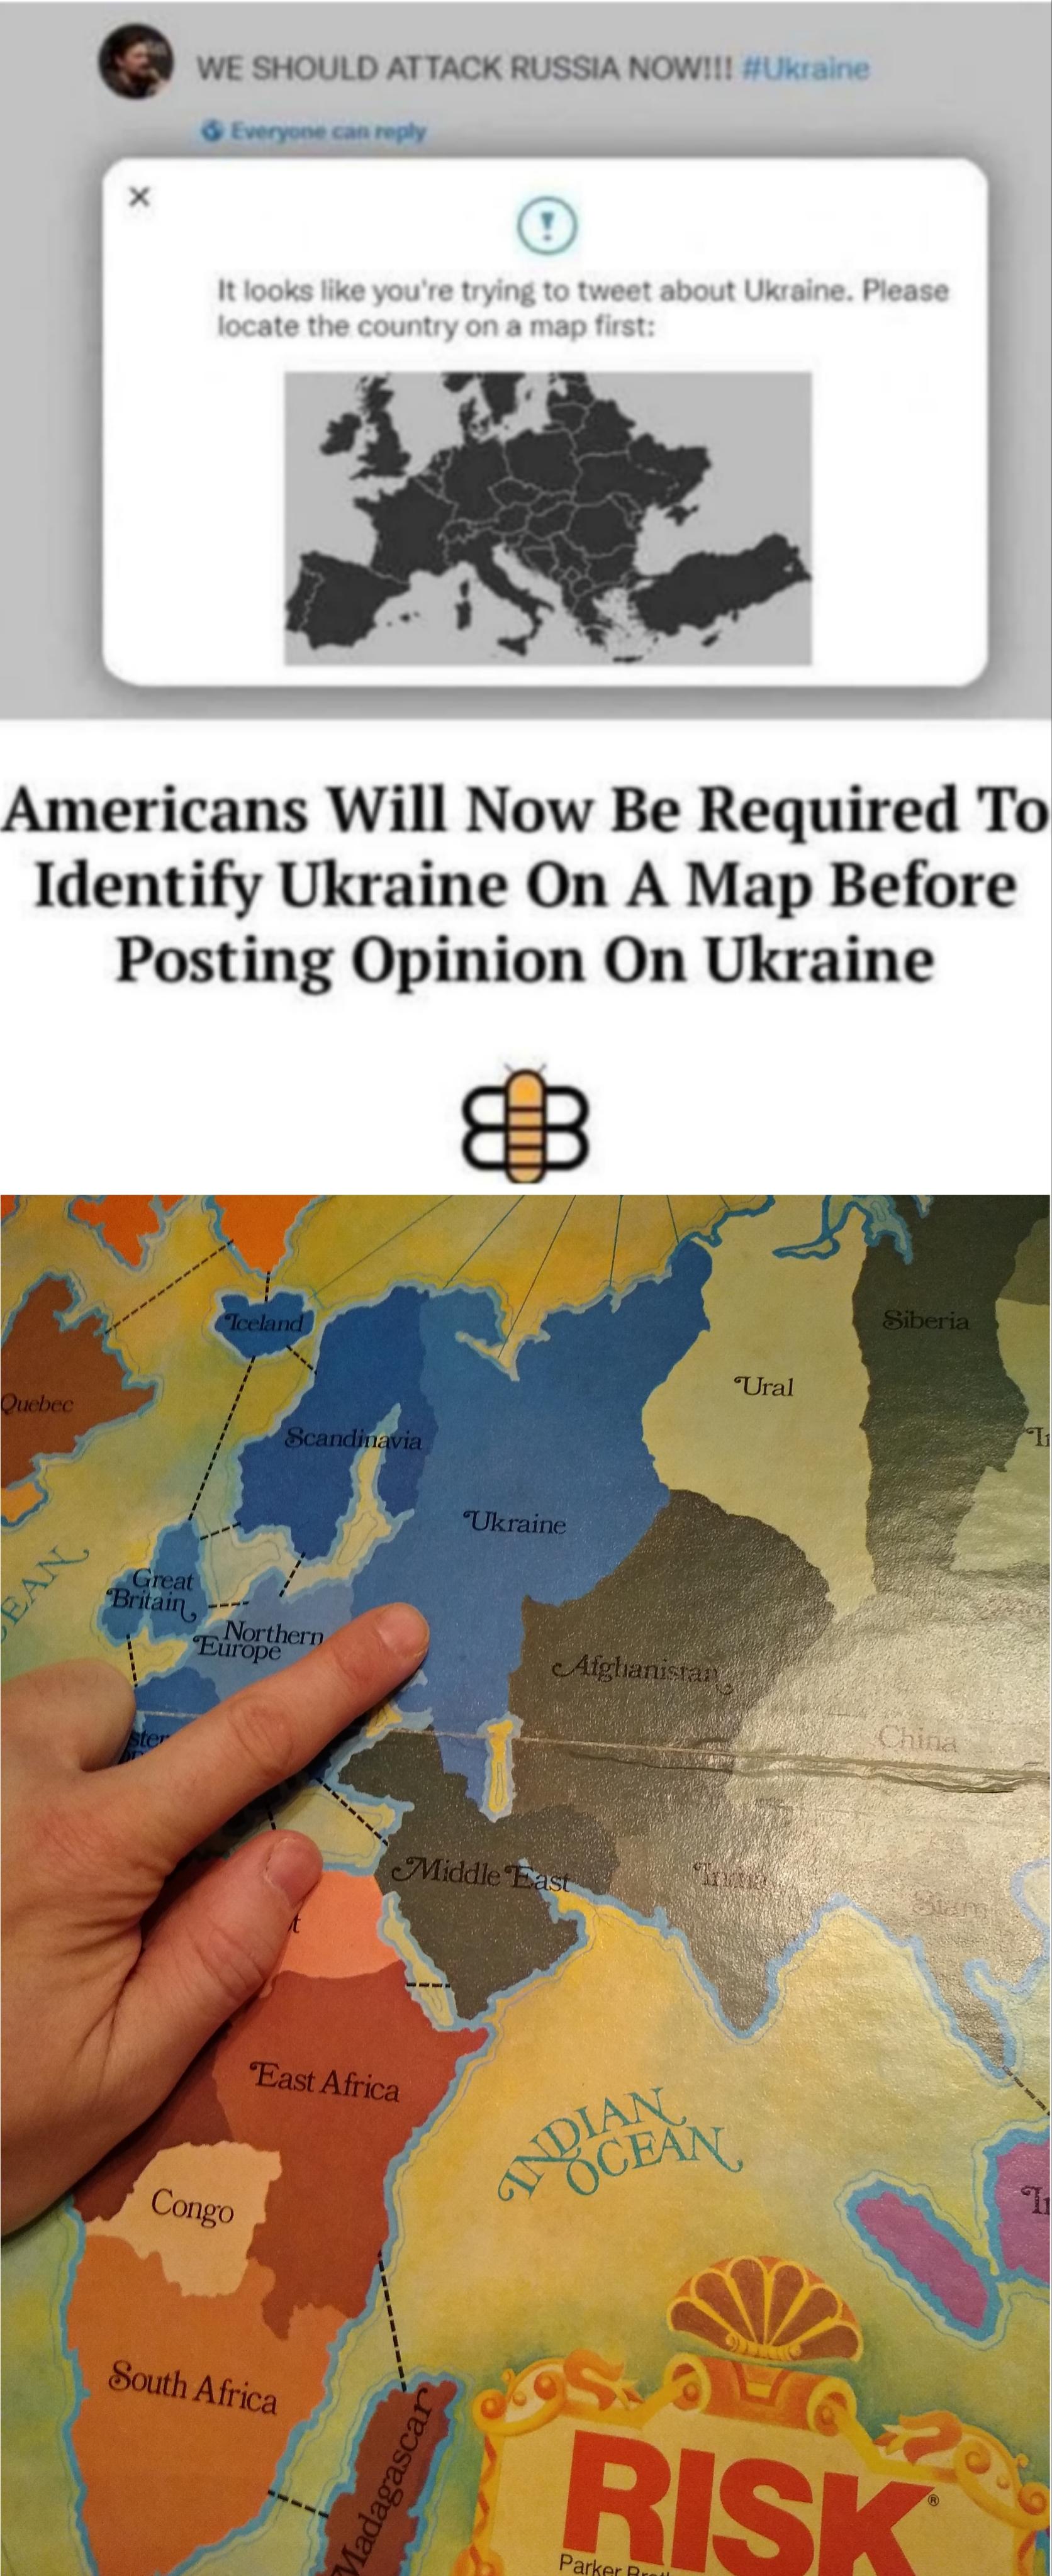 WE SHOULD ATTACK RUSSIA NOW!!! #Ukraine
Everyone can reply
It looks like you're trying to tweet about Ukraine. Please
locate the country on a map first:
Americans Will Now Be Required To
Identify Ukraine On A Map Before
Posting Opinion On Ukraine
Iceland
Siberia
Ural
Quebec
Scandinavia
Ukraine
Great
Britain
Northern
Europe
Afghanistan
China
Middle East
India
Siam
East Africa
INDIAN
OCEAN
Congo
South Africa
Madagascar
RISK®
Parker